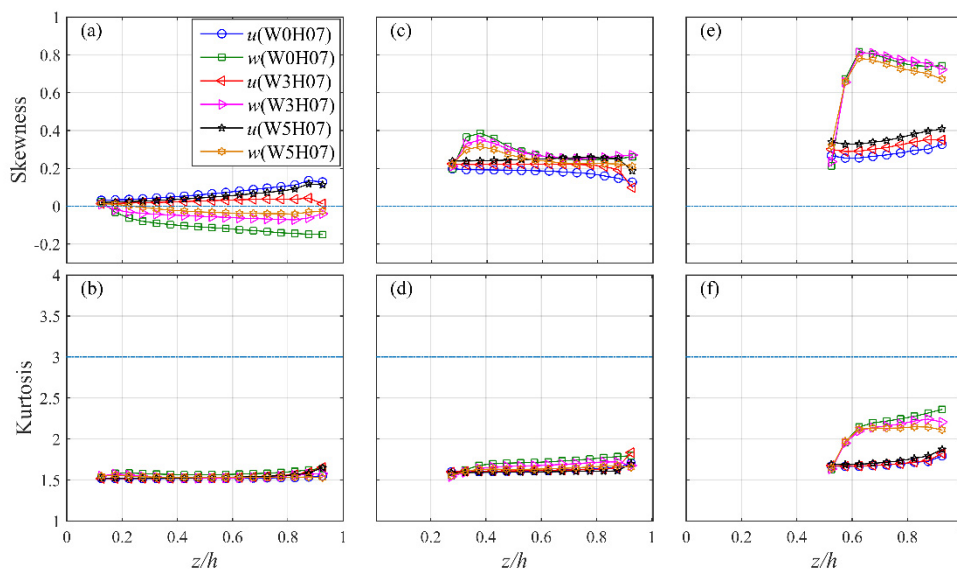 (a)
u(W0H07)
w(W0H07)
u(W3H07)
w(W3H07)
u(W5H07)
w(W5H07)
(c)
(e)
1
0.8
0.6
0.4
0.2
0
-0.2
Skewness
(b)
(d)
(f)
4
3.5
3
2.5
2
1.5
1
Kurtosis
0 0.2 0.4 0.6 0.8 1
0.2 0.4 0.6 0.8 1
0 0.2 0.4 0.6 0.8 1
z/h z/h z/h